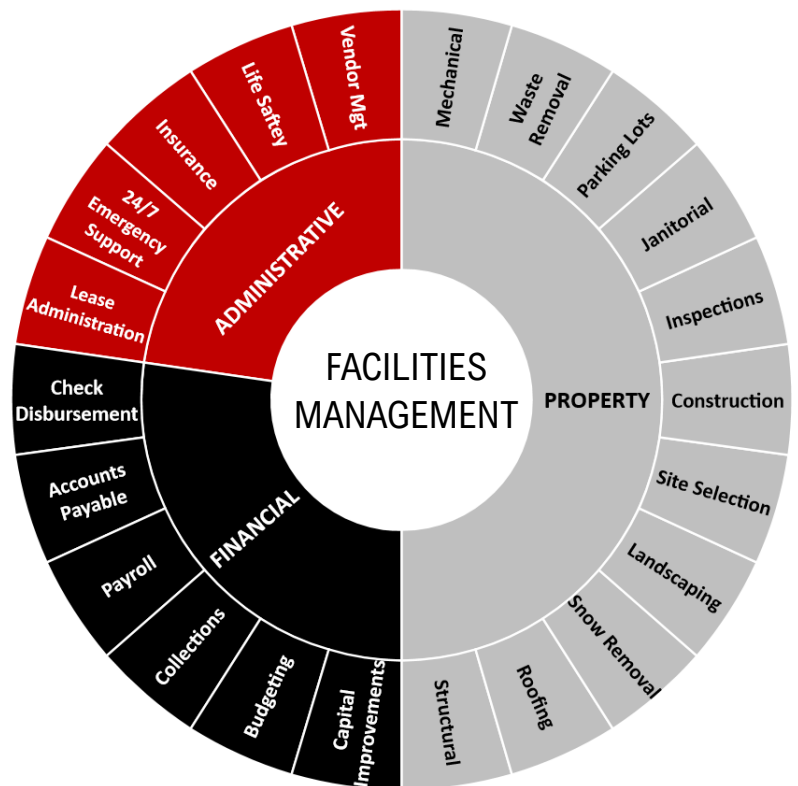 FACILITIES
MANAGEMENT
ADMINISTRATIVE
PROPERTY
FINANCIAL
Mechanical
Waste
Removal
Parking Lots
Janitorial
Inspections
Construction
Site Selection
Landscaping
Snow Removal
Roofing
Structural
Capital
Improvements
Budgeting
Collections
Payroll
Accounts
Payable
Check
Disbursement
Lease
Administration
24/7
Emergency
Support
Insurance
Life Saftey
Vendor Mgt